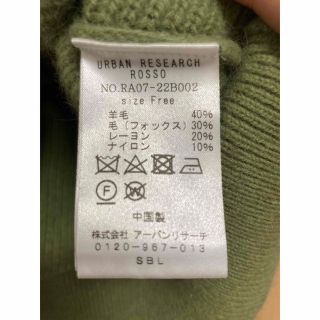 URBAN RESEARCH
ROSSO
NO.RA07-22B002
size Free
羊毛 40%
毛(フォックス) 30%
レーヨン 20%
ナイロン 10%
中国製
株式会社 アーバンリサーチ
0120-967-013
SBL